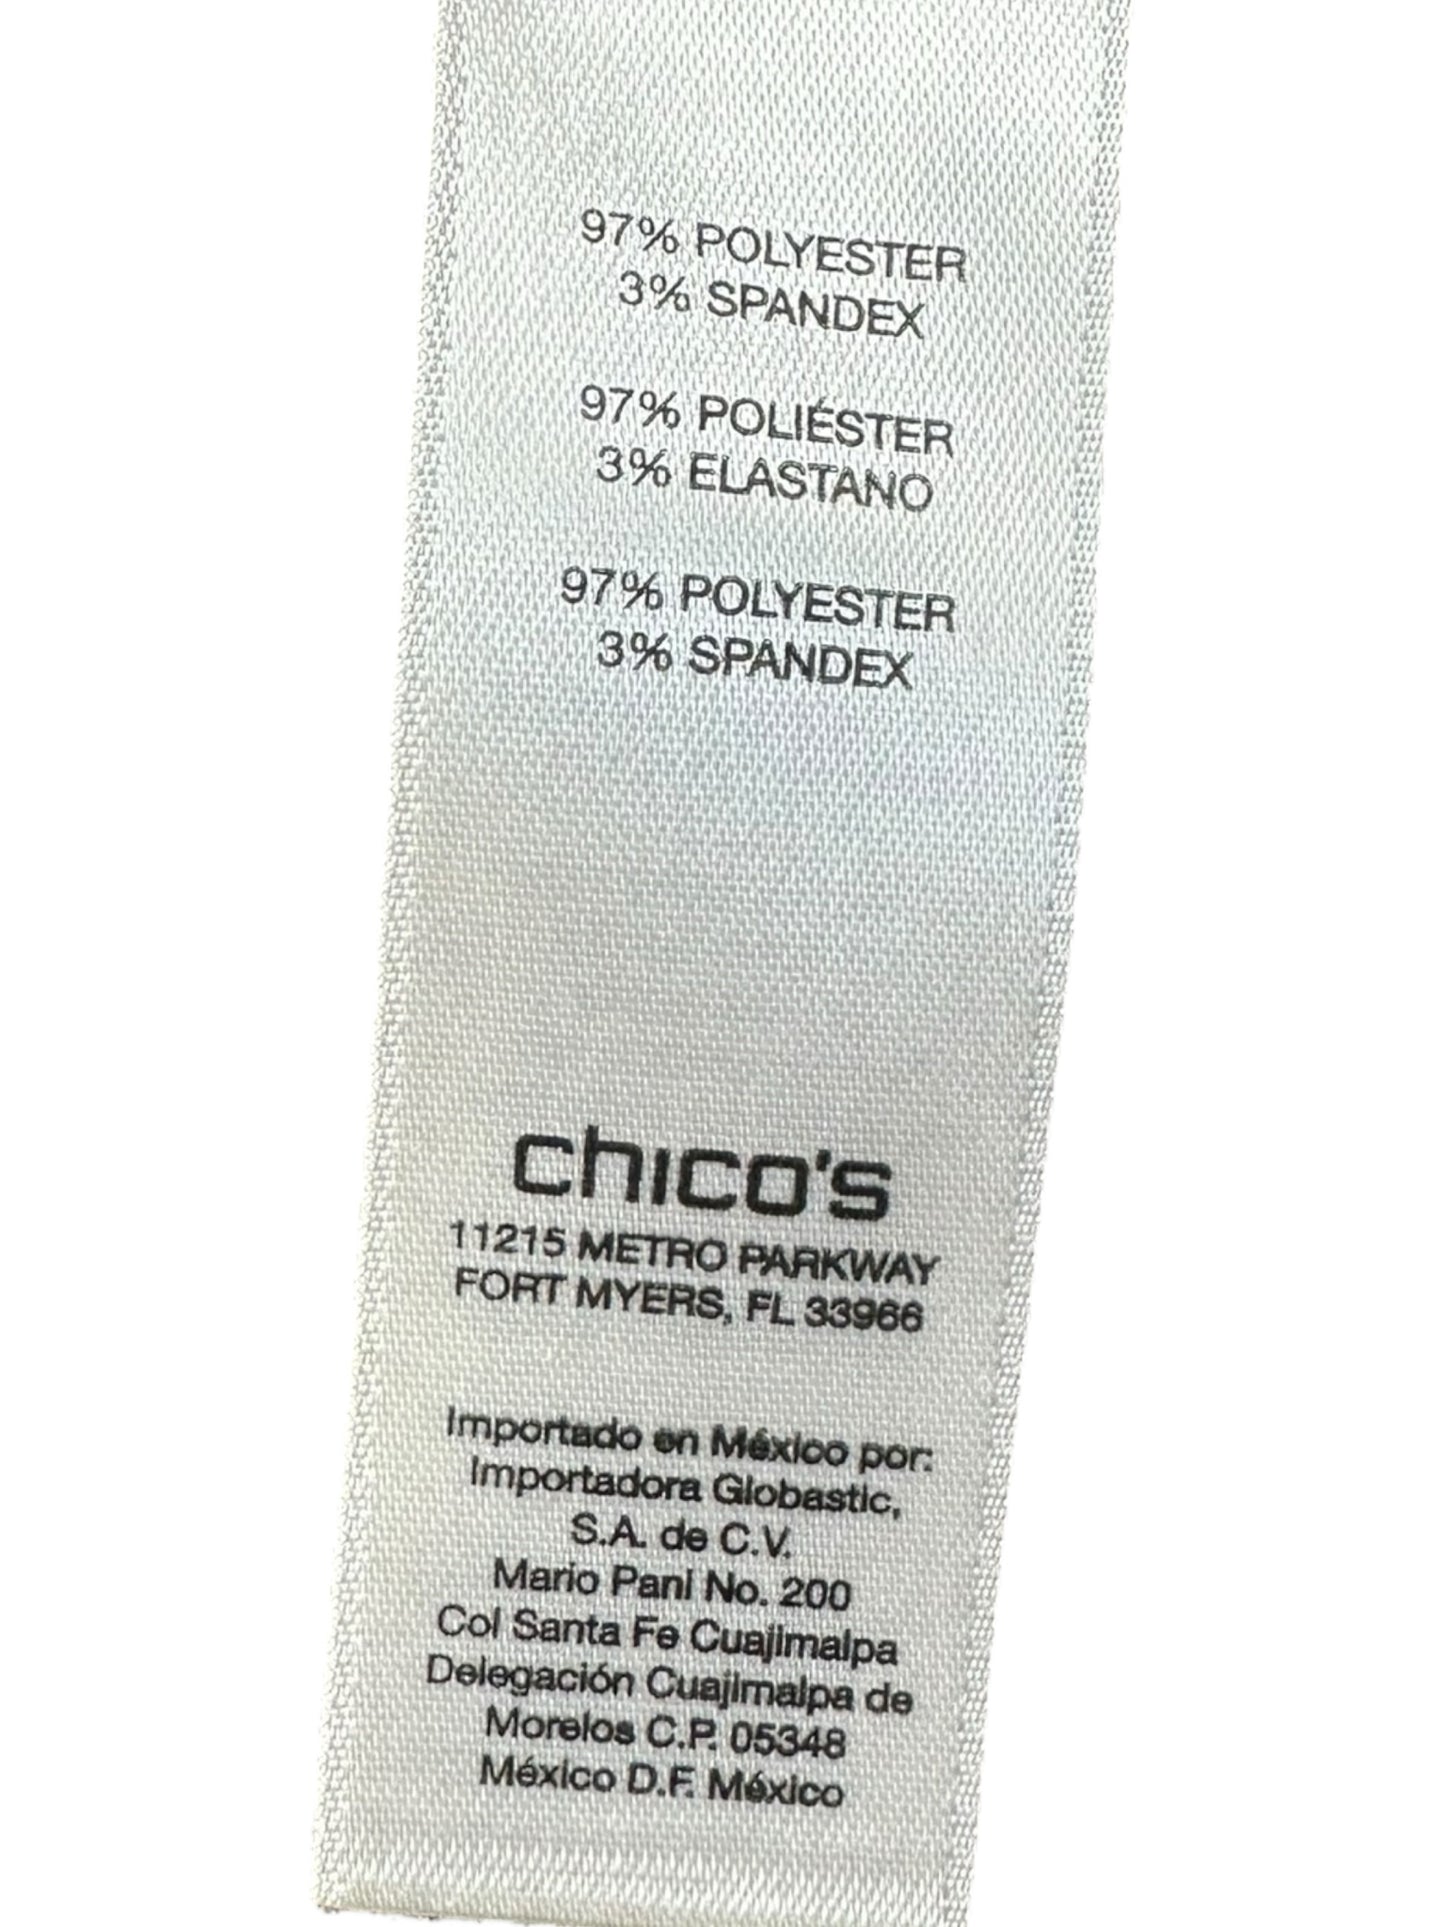 97% POLYESTER
3% SPANDEX
97% POLIÉSTER
3% ELASTANO
97% POLYESTER
3% SPANDEX
chico's
11215 METRO PARKWAY
FORT MYERS, FL 33966
Importado en México por:
Importadora Globastic,
S.A. de C.V.
Mario Pani No. 200
Col Santa Fe Cuajimalpa
Delegación Cuajimalpa de
Morelos C.P. 05348
México D.F. México